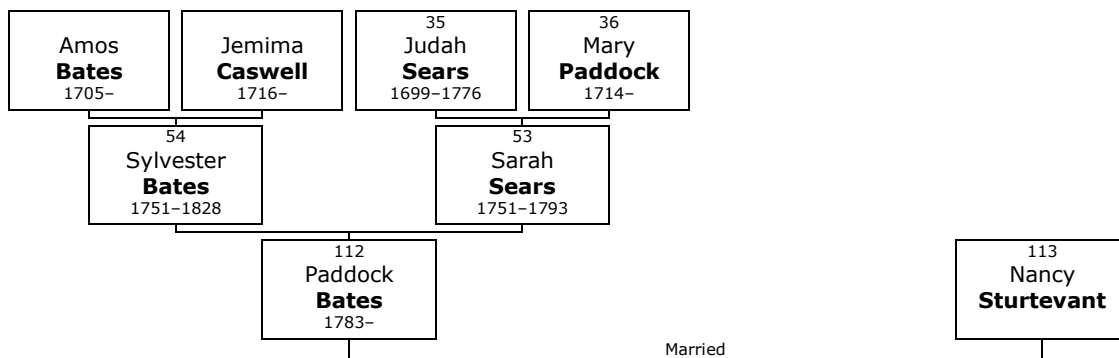 Amos
Bates
1705–
Jemima
Caswell
1716–
35
Judah
Sears
1699–1776
36
Mary
Paddock
1714–
54
Sylvester
Bates
1751–1828
53
Sarah
Sears
1751–1793
112
Paddock
Bates
1783–
113
Nancy
Sturtevant
Married